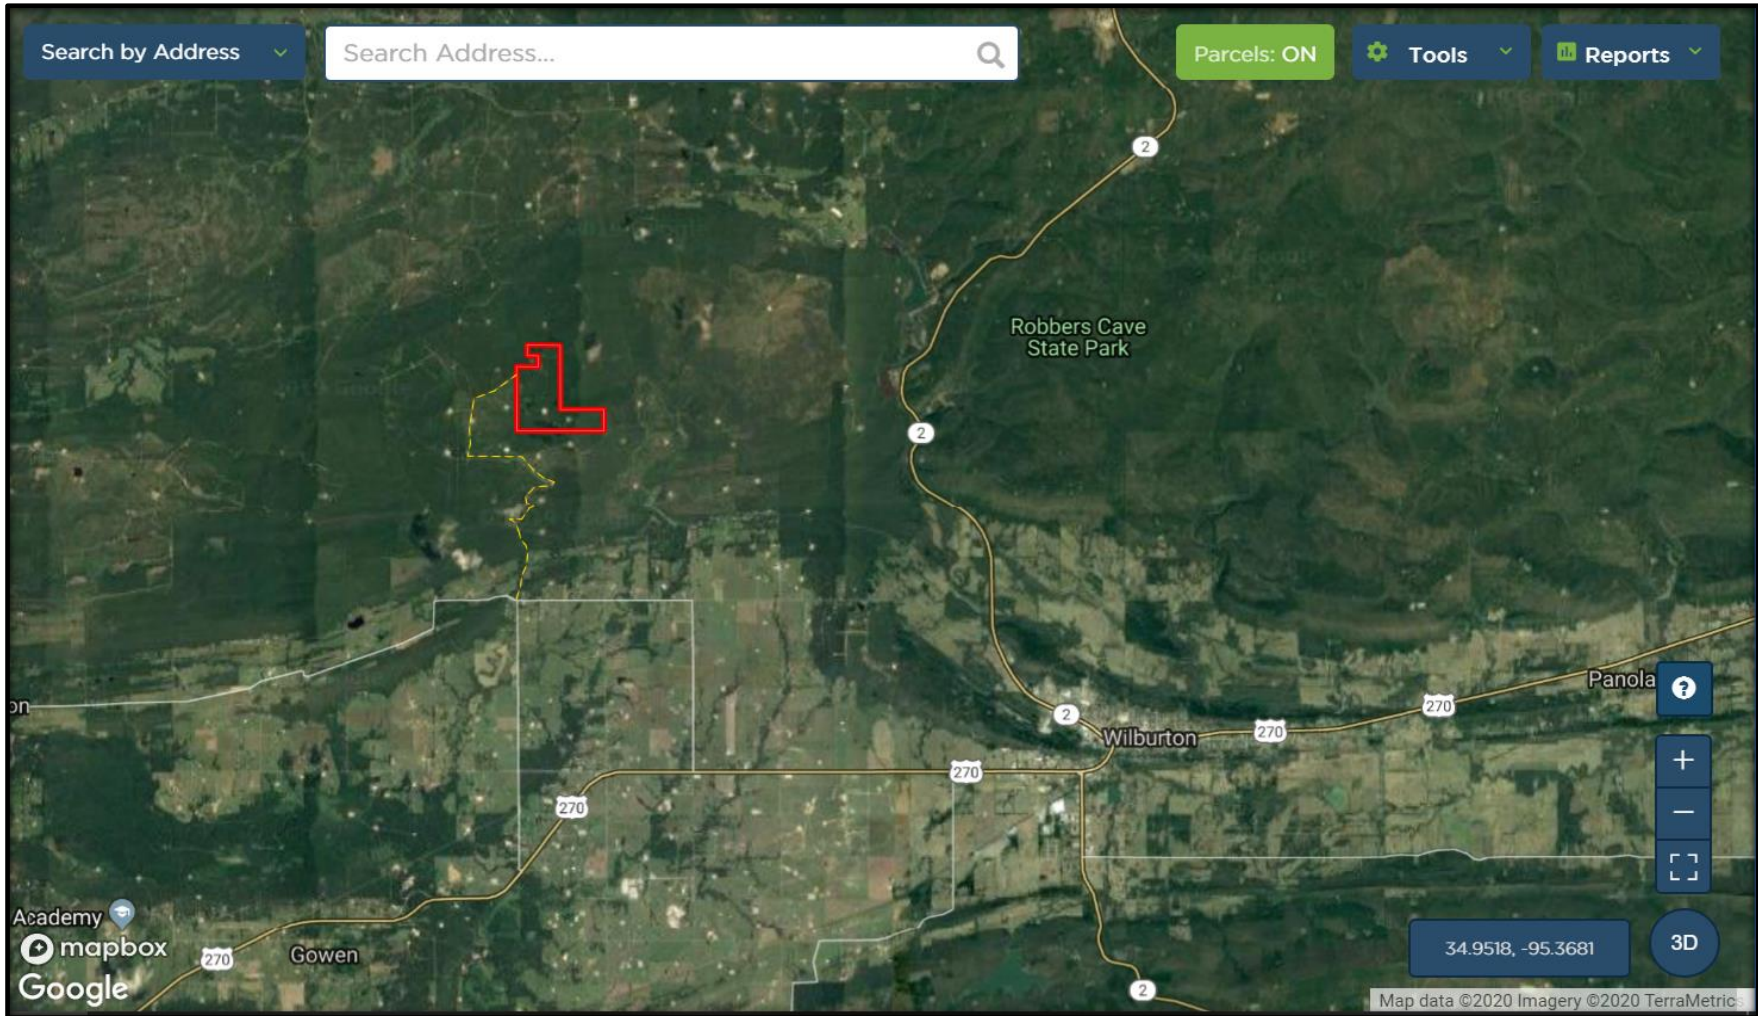 Search by Address
Search Address...
Parcels: ON
Tools
Reports
2
Robbers Cave
State Park
2
on
Panola
?
2
270
Wilburton
270
270
270
+
−
Academy
mapbox
270
Gowen
34.9518, -95.3681
3D
Google
2
Map data ©2020 Imagery ©2020 TerraMetrics